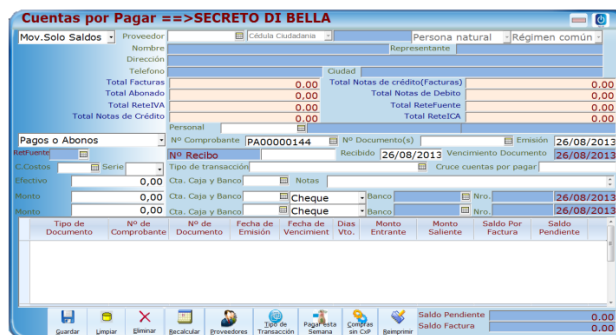 Cuentas por Pagar ==>SECRETO DI BELLA
Mov.Solo Saldos Proveedor Cédula Ciudadania Persona natural Régimen común
Nombre Representante
Dirección
Telefono Ciudad
Total Facturas 0.00 Total Notas de crédito(Facturas) 0.00
Total Abonado 0,00 Total Notas de Debito 0.00
Total ReteIVA 0,00 Total ReteFuente 0.00
Total Notas de Crédito 0,00 Total ReteICA 0.00
Personal
Pagos o Abonos Nº Comprobante PA00000144 Nº Documento(s) Emisión 26/08/2013
RetFuente Nº Recibo Recibido 26/08/2013 Vencimiento Documento 26/08/2013
C.Costos Serie Tipo de transacción Cruce cuentas por pagar
Efectivo 0,00 Cta. Caja y Banco Notas
Monto 0,00 Cta. Caja y Banco Cheque Banco Nro. 26/08/2013
Monto 0,00 Cta. Caja y Banco Cheque Banco Nro. 26/08/2013
Tipo de Nº de Nº de Fecha de Fecha de Dias Monto Monto Saldo Por Saldo
Documento Comprobante Documento Emisión Vencimient Vto. Entrante Saliente Factura Pendiente
Guardar Limpiar Eliminar Recalcular Proveedores Tipo de Transacción Pagar Esta Semana Compras sin CxP Reimprimir Saldo Pendiente 0.00
Saldo Factura 0.00